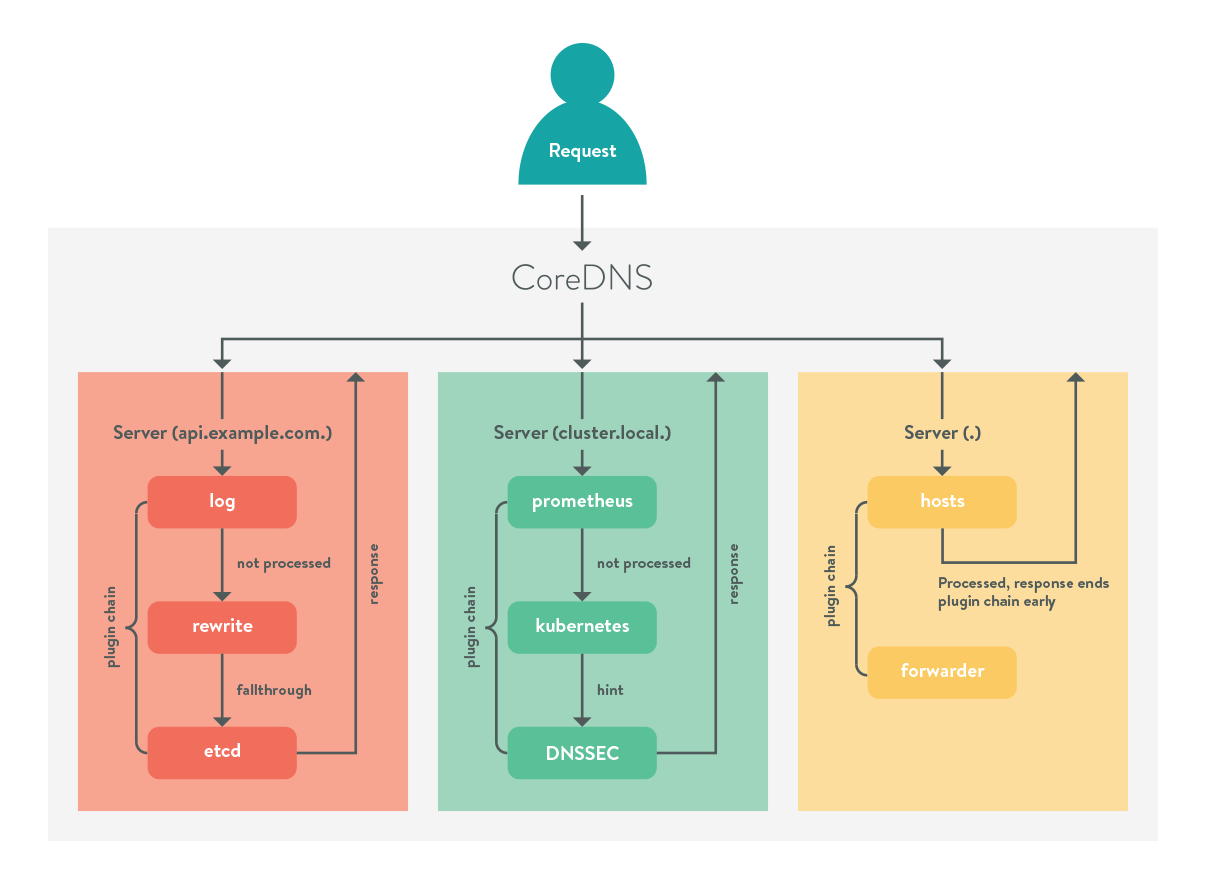 Request
CoreDNS
Server (api.example.com.)
log
not processed
rewrite
fallthrough
etcd
plugin chain
response
Server (cluster.local.)
prometheus
not processed
kubernetes
hint
DNSSEC
plugin chain
response
Server (.)
hosts
Processed, response ends
plugin chain early
forwarder
plugin chain